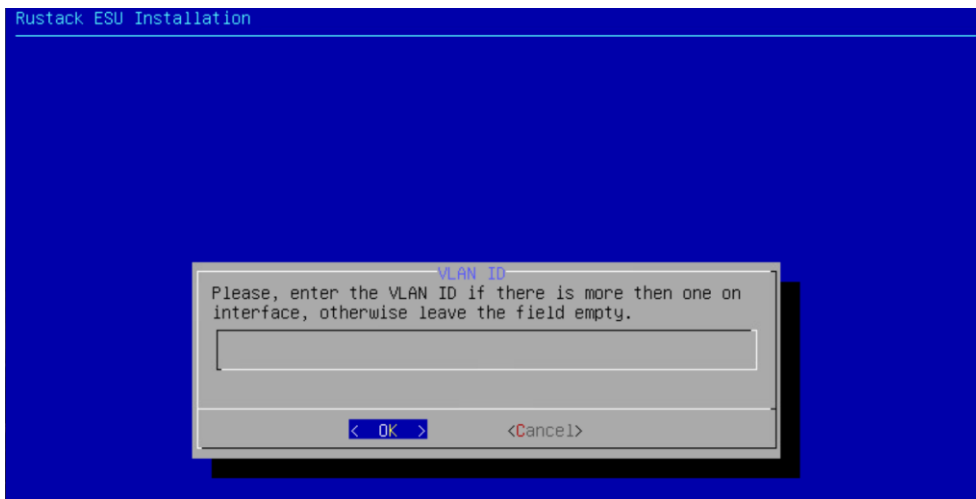 Rustack ESU Installation
VLAN ID
Please, enter the VLAN ID if there is more then one on
interface, otherwise leave the field empty.
< OK > <Cancel>